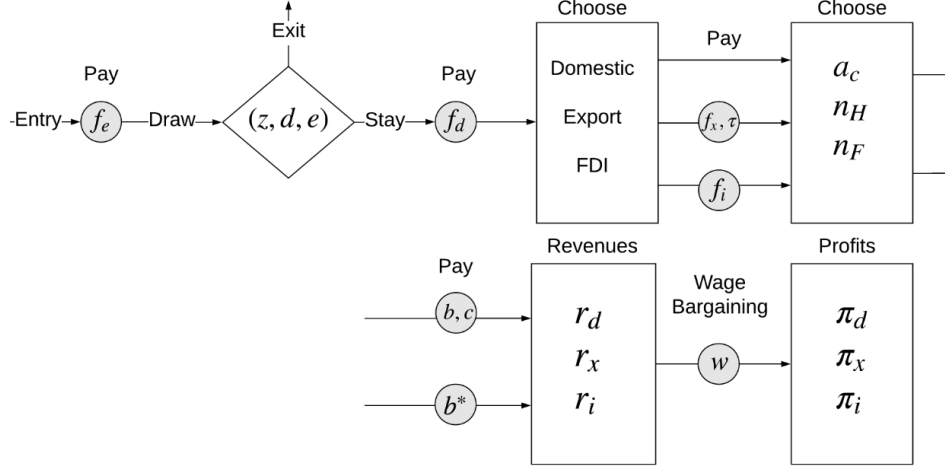 Choose
Choose
Exit
Pay
Pay
Pay
Domestic
a_c
Entry
f_e
Draw
(z, d, e)
Stay
f_d
Export
f_x, τ
n_H
FDI
n_F
f_i
Revenues
Profits
Pay
Wage
Bargaining
b, c
r_d
π_d
r_x
w
π_x
b*
r_i
π_i